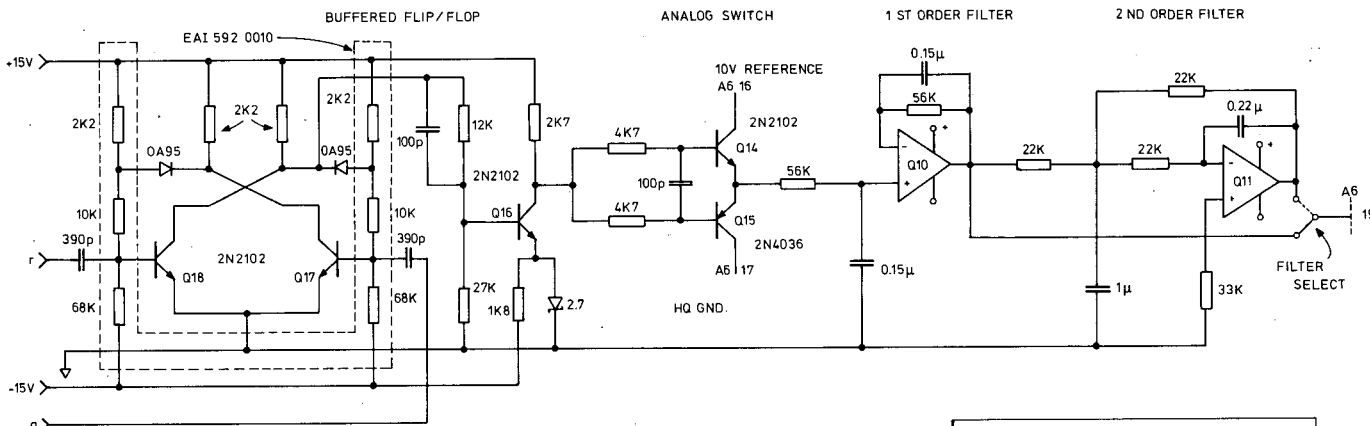 BUFFERED FLIP/FLOP
ANALOG SWITCH
1 ST ORDER FILTER
2 ND ORDER FILTER
EAI 592 0010
+15V
2K2
2K2
2K2
OA95
OA95
100p
12K
2K7
10K
10K
390p
390p
r
Q18
2N2102
Q17
68K
68K
2N2102
Q16
27K
1K8
2.7
-15V
10V REFERENCE
A6 16
4K7
4K7
100p
2N2102
Q14
Q15
2N4036
A6 17
HQ GND.
56K
0.15µ
0.15µ
56K
-
+
+
Q10
22K
22K
22K
0.22µ
-
+
+
Q11
1µ
33K
A6
19
FILTER
SELECT